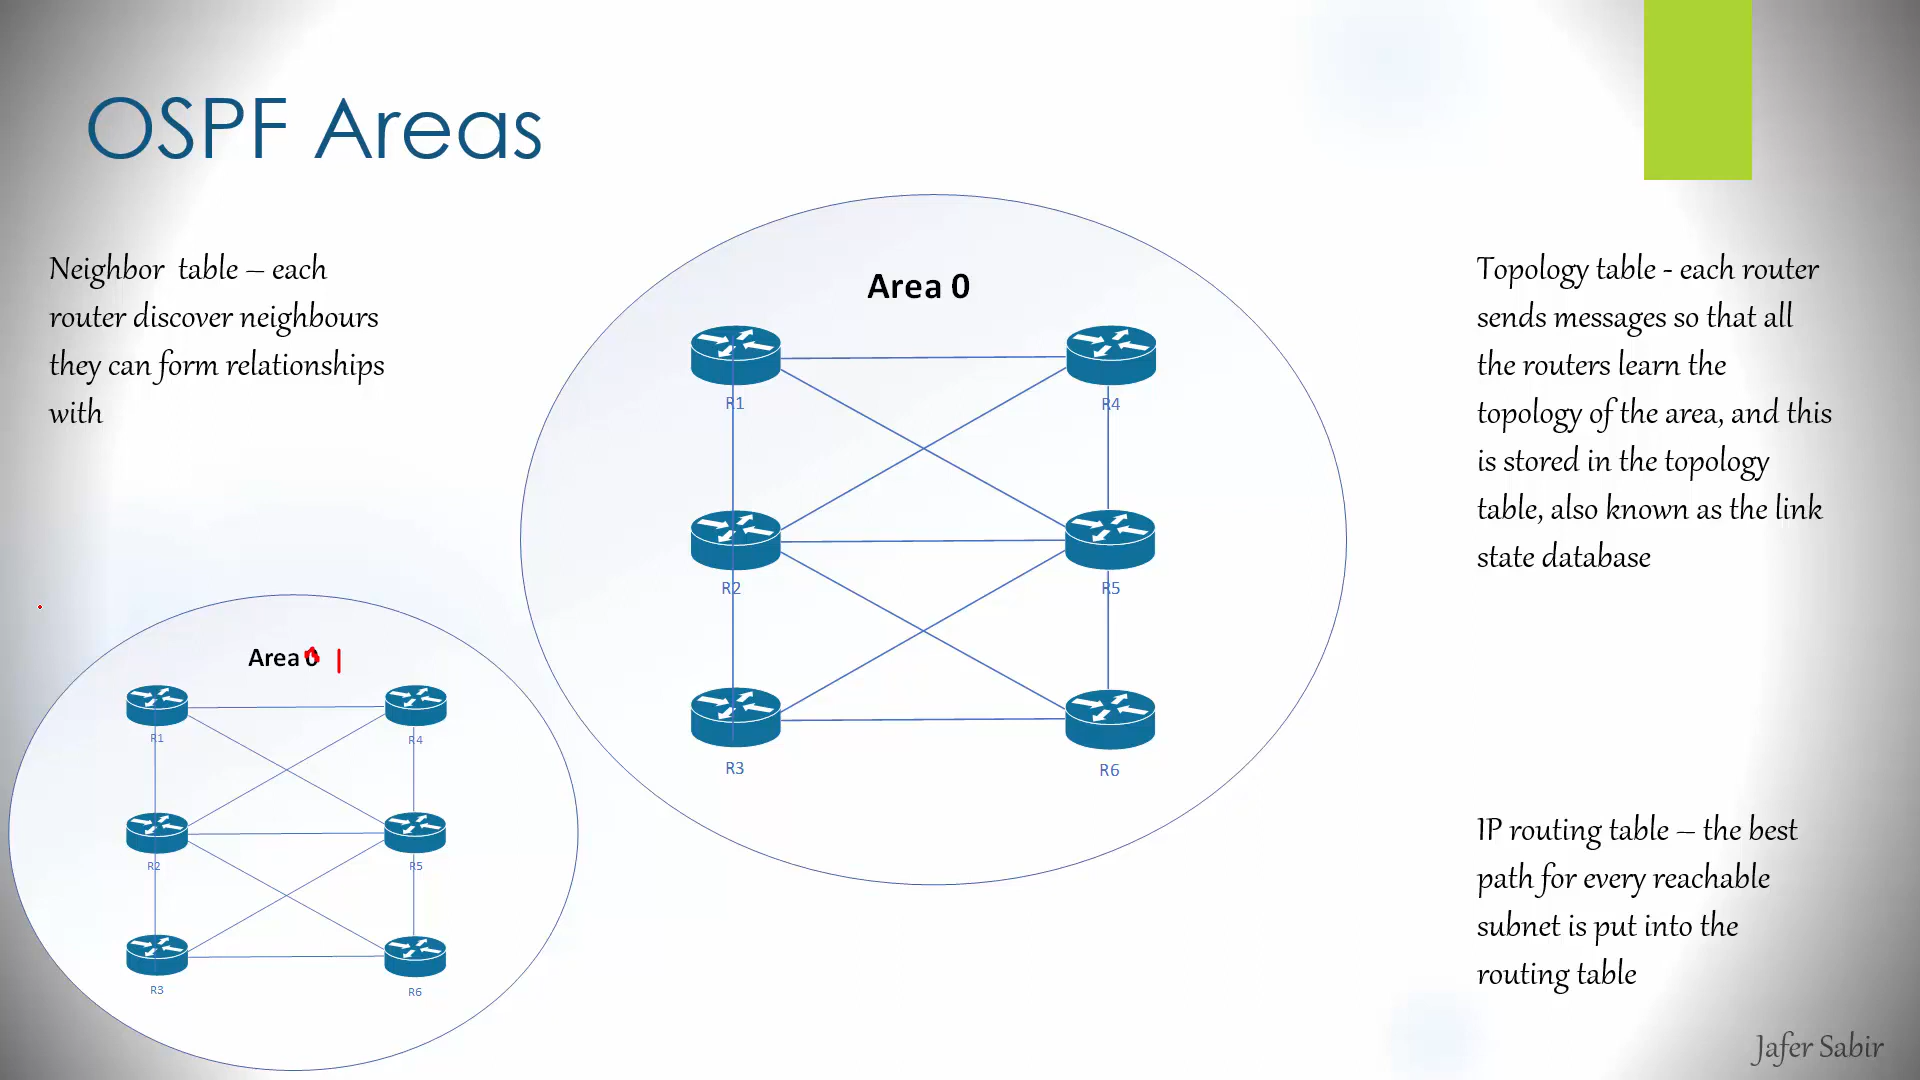 OSPF Areas
Neighbor table – each
router discover neighbours
they can form relationships
with
Area 0
R1
R4
R2
R5
R3
R6
Topology table - each router
sends messages so that all
the routers learn the
topology of the area, and this
is stored in the topology
table, also known as the link
state database
Area 0 1
R1
R4
R2
R5
R3
R6
IP routing table – the best
path for every reachable
subnet is put into the
routing table
Jafer Sabir